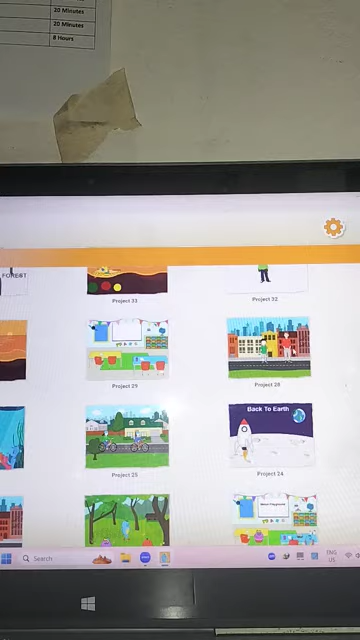 20 Minutes
20 Minutes
8 Hours
FOREST
Project 31
Project 32
Project 29
Project 28
Back To Earth
Project 25
Project 24
Search
ENG